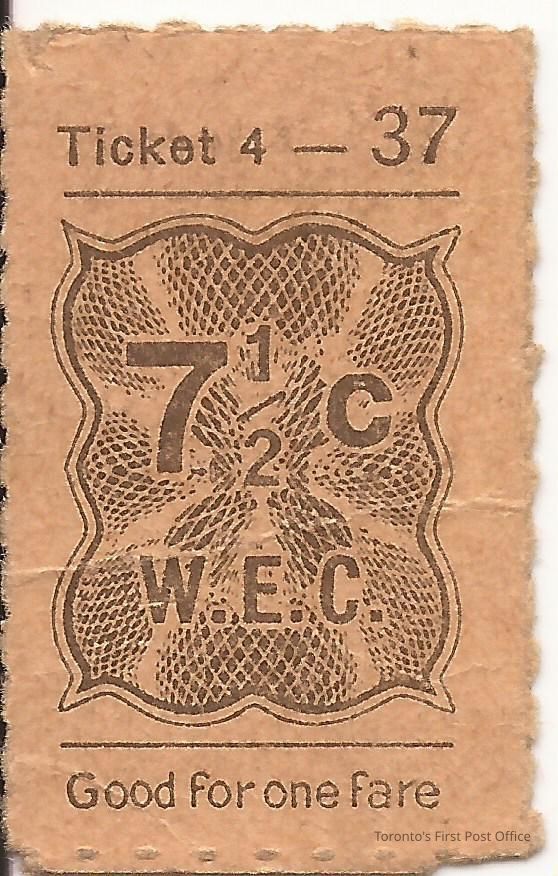 Ticket 4 — 37
7 1/2 c
W.E.C.
Good for one fare
Toronto's First Post Office